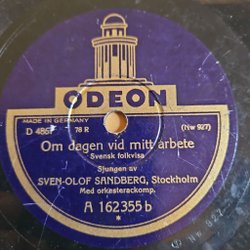 ODEON
MADE IN GERMANY
(Nw 927)
D 4867 78 R
Om dagen vid mitt arbete
Svensk folkvisa
Sjungen av
SVEN-OLOF SANDBERG, Stockholm
Med orkesterackomp.
A 162355 b